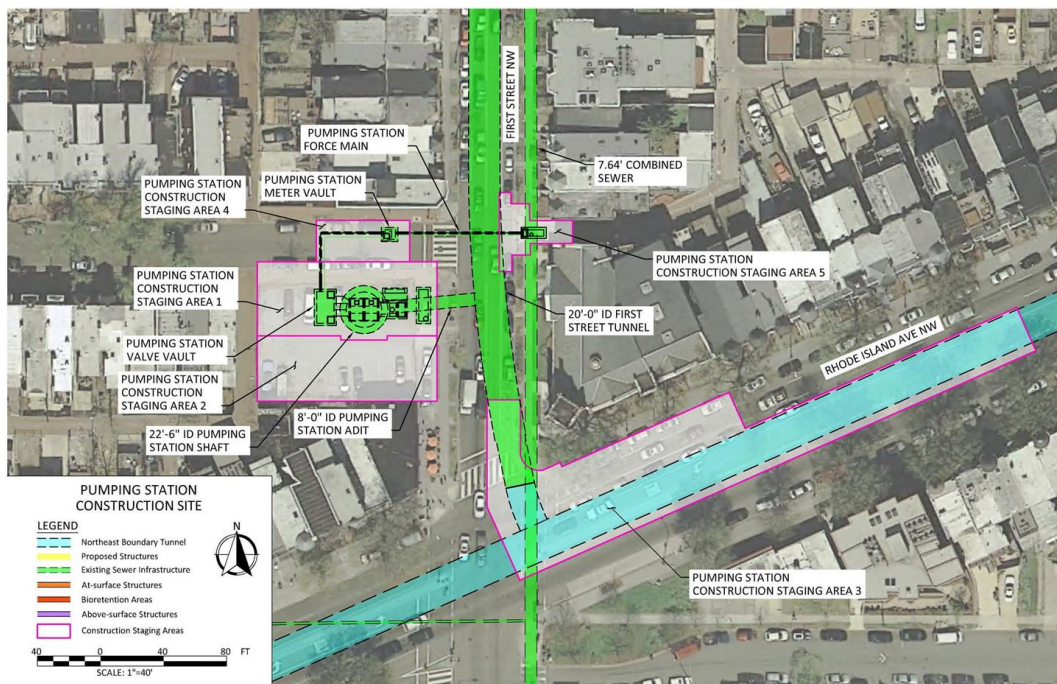 FIRST STREET NW
PUMPING STATION
FORCE MAIN
7.64' COMBINED
SEWER
PUMPING STATION
CONSTRUCTION
STAGING AREA 4
PUMPING STATION
METER VAULT
PUMPING STATION
CONSTRUCTION STAGING AREA 5
PUMPING STATION
CONSTRUCTION
STAGING AREA 1
20'-0" ID FIRST
STREET TUNNEL
RHODE ISLAND AVE NW
PUMPING STATION
VALVE VAULT
PUMPING STATION
CONSTRUCTION
STAGING AREA 2
22'-6" ID PUMPING
STATION SHAFT
8'-0" ID PUMPING
STATION ADIT
PUMPING STATION
CONSTRUCTION STAGING AREA 3
PUMPING STATION
CONSTRUCTION SITE
LEGEND
N
Northeast Boundary Tunnel
Proposed Structures
Existing Sewer Infrastructure
At-surface Structures
Bioretention Areas
Above-surface Structures
Construction Staging Areas
40 0 40 80 FT
SCALE: 1"=40'